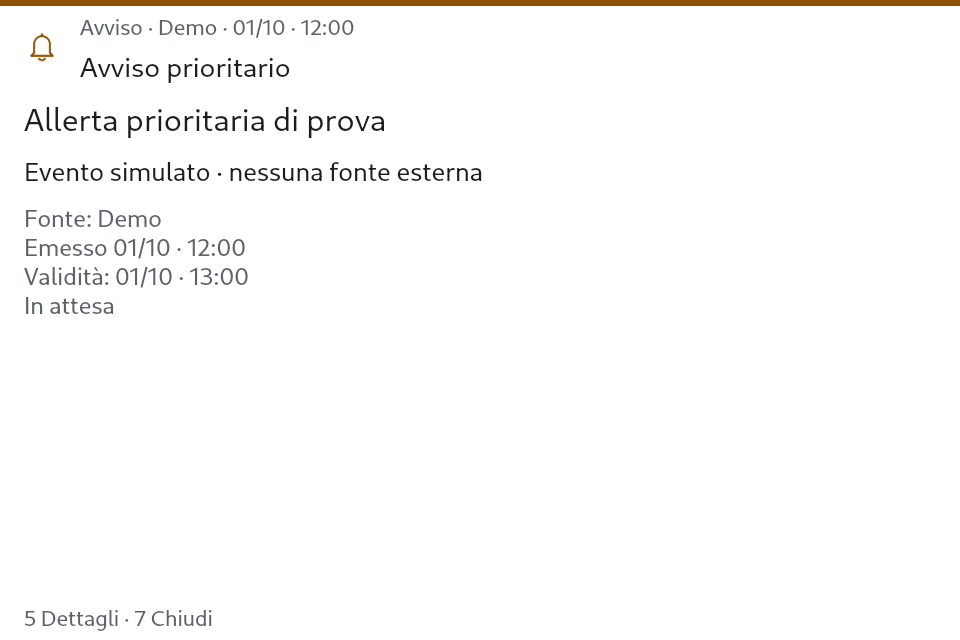 Avviso · Demo · 01/10 · 12:00
Avviso prioritario
Allerta prioritaria di prova
Evento simulato · nessuna fonte esterna
Fonte: Demo
Emesso 01/10 · 12:00
Validità: 01/10 · 13:00
In attesa
5 Dettagli · 7 Chiudi